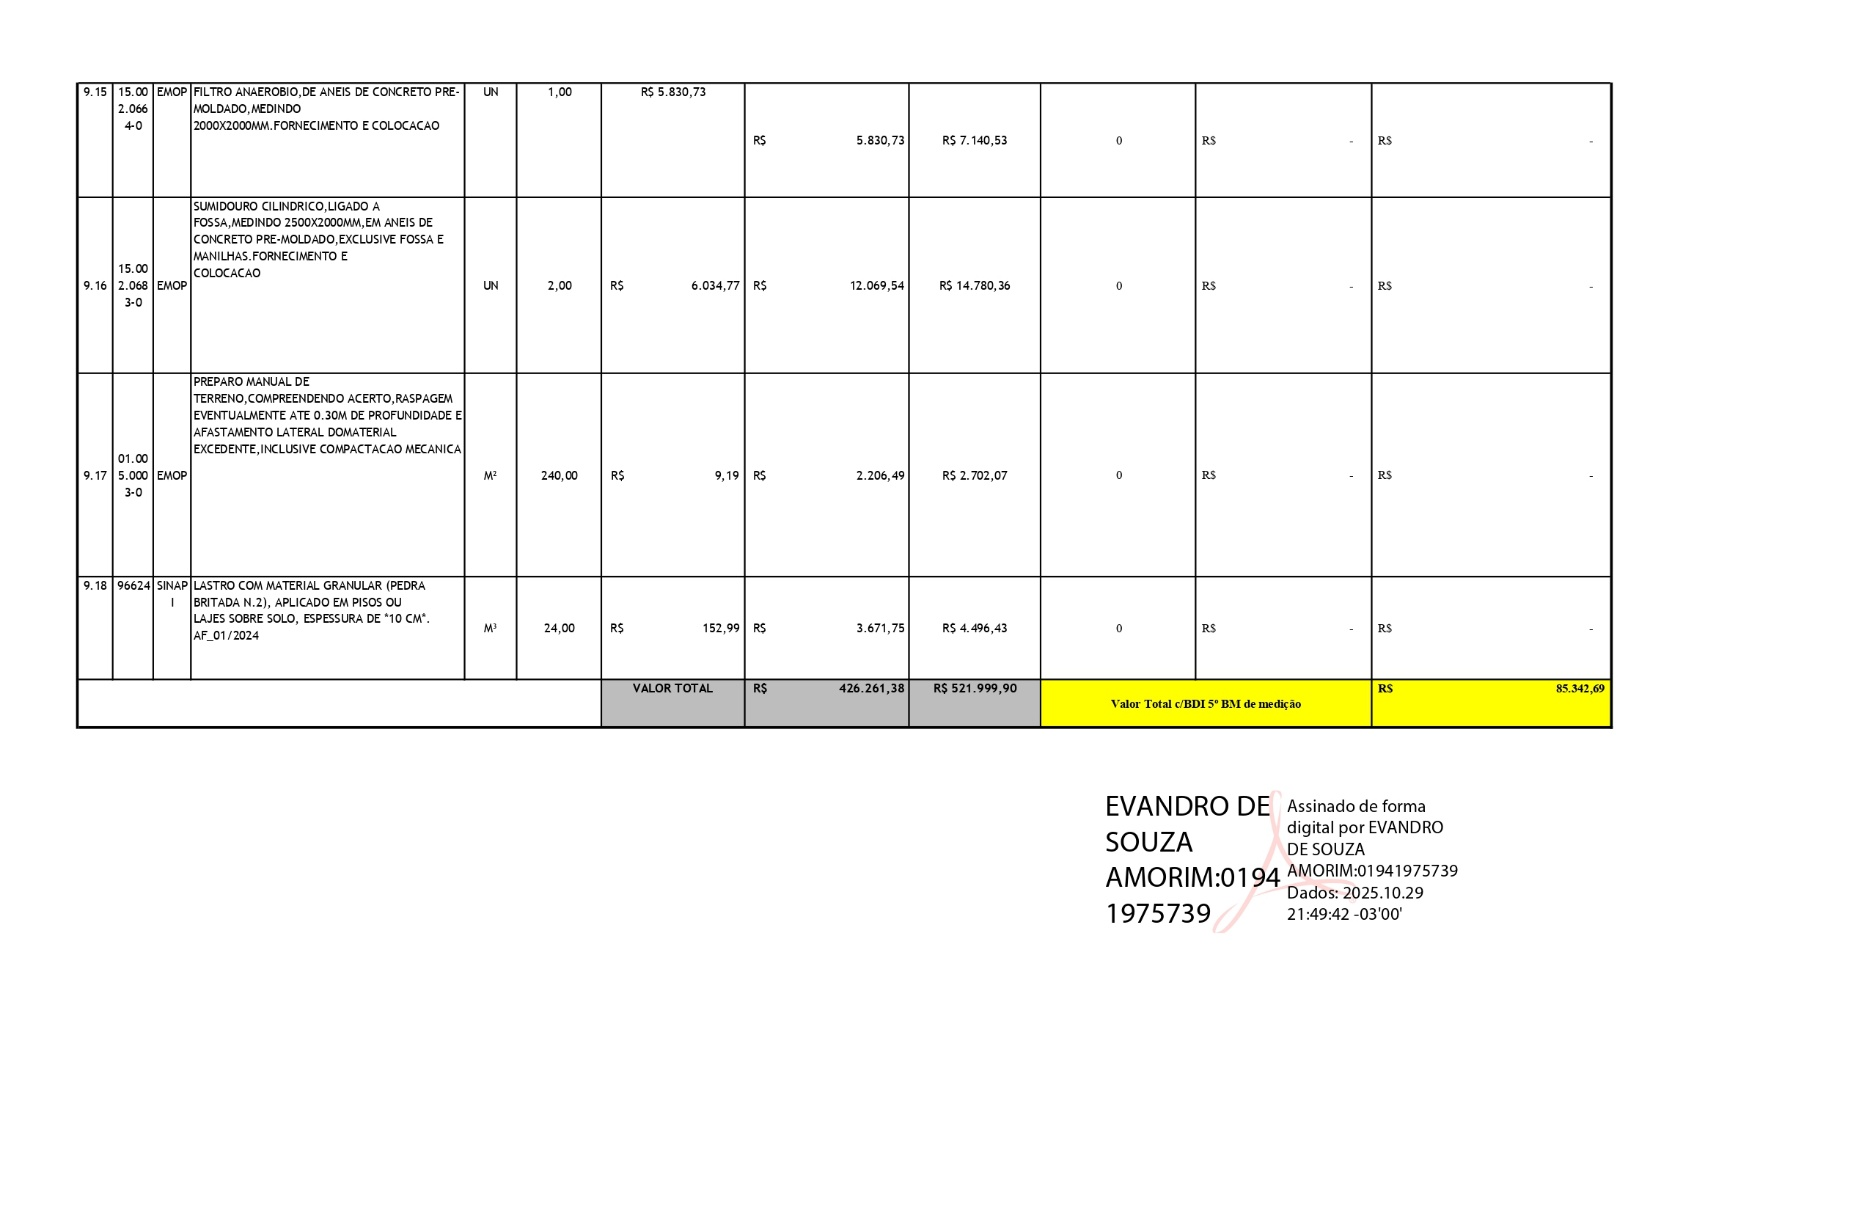 9.15 15.00 EMOP FILTRO ANAEROBIO,DE ANEIS DE CONCRETO PRE- UN 1,00 R$ 5.830,73
2.066 MOLDADO,MEDINDO
4-0 2000X2000MM.FORNECIMENTO E COLOCACAO
R$ 5.830,73 R$ 7.140,53 0 R$ - R$ -
SUMIDOURO CILINDRICO,LIGADO A
FOSSA,MEDINDO 2500X2000MM,EM ANEIS DE
CONCRETO PRE-MOLDADO,EXCLUSIVE FOSSA E
MANILHAS.FORNECIMENTO E
15.00 COLOCACAO
9.16 2.068 EMOP UN 2,00 R$ 6.034,77 R$ 12.069,54 R$ 14.780,36 0 R$ - R$ -
3-0
PREPARO MANUAL DE
TERRENO,COMPREENDENDO ACERTO,RASPAGEM
EVENTUALMENTE ATE 0.30M DE PROFUNDIDADE E
AFASTAMENTO LATERAL DOMATERIAL
EXCEDENTE,INCLUSIVE COMPACTACAO MECANICA
01.00
9.17 5.000 EMOP M² 240,00 R$ 9,19 R$ 2.206,49 R$ 2.702,07 0 R$ - R$ -
3-0
9.18 96624 SINAP LASTRO COM MATERIAL GRANULAR (PEDRA
I BRITADA N.2), APLICADO EM PISOS OU
LAJES SOBRE SOLO, ESPESSURA DE *10 CM*.
M³ 24,00 R$ 152,99 R$ 3.671,75 R$ 4.496,43 0 R$ - R$ -
AF_01/2024
VALOR TOTAL R$ 426.261,38 R$ 521.999,90 R$ 85.342,69
Valor Total c/BDI 5º BM de medição
EVANDRO DE
SOUZA
AMORIM:0194
1975739
Assinado de forma
digital por EVANDRO
DE SOUZA
AMORIM:01941975739
Dados: 2025.10.29
21:49:42 -03'00'